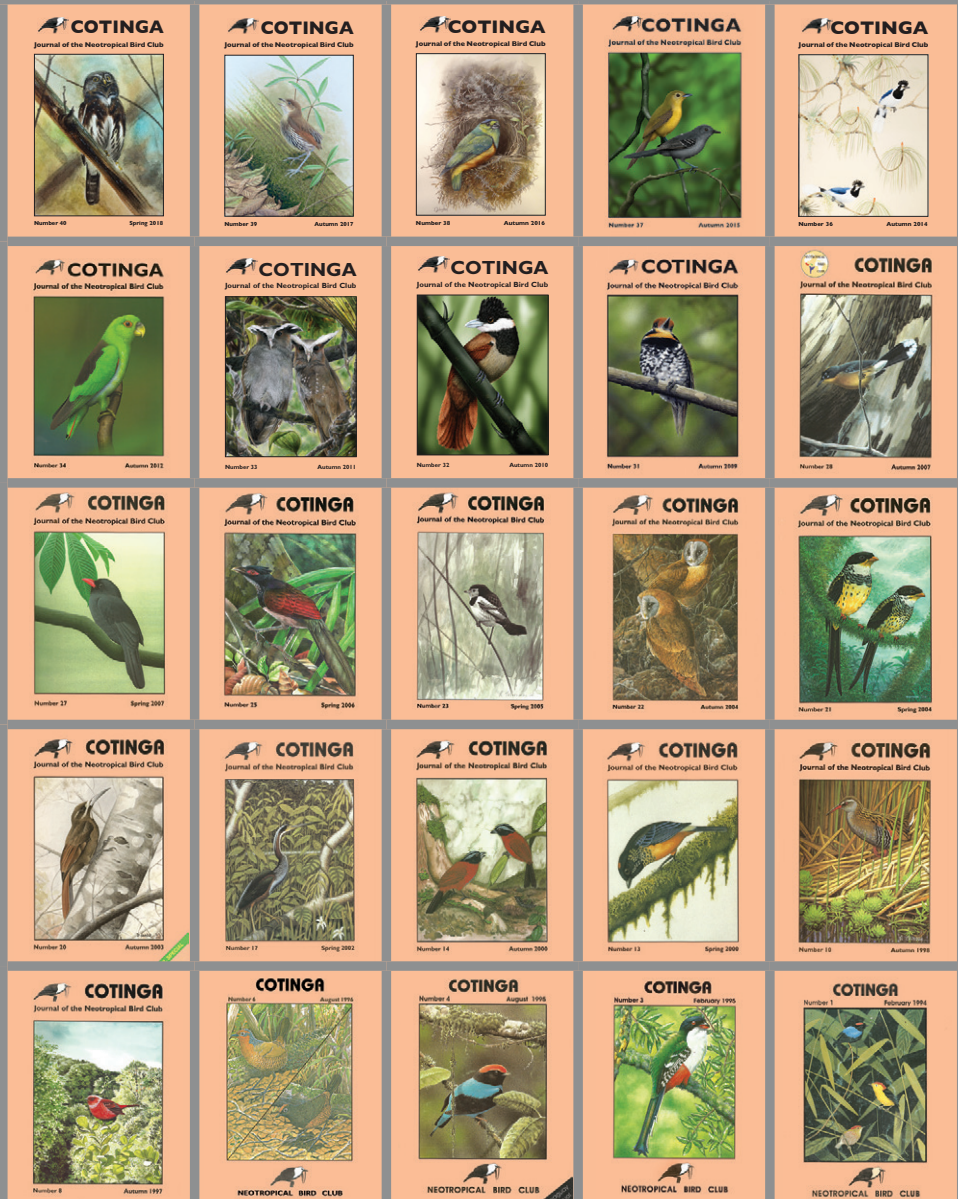 COTINGA
Journal of the Neotropical Bird Club
Number 40 Spring 2018
COTINGA
Journal of the Neotropical Bird Club
Number 39 Autumn 2017
COTINGA
Journal of the Neotropical Bird Club
Number 38 Autumn 2016
COTINGA
Journal of the Neotropical Bird Club
Number 37 Autumn 2015
COTINGA
Journal of the Neotropical Bird Club
Number 36 Autumn 2014
COTINGA
Journal of the Neotropical Bird Club
Number 34 Autumn 2012
COTINGA
Journal of the Neotropical Bird Club
Number 33 Autumn 2011
COTINGA
Journal of the Neotropical Bird Club
Number 32 Autumn 2010
COTINGA
Journal of the Neotropical Bird Club
Number 31 Autumn 2009
COTINGA
Journal of the Neotropical Bird Club
Number 28 Autumn 2007
COTINGA
Journal of the Neotropical Bird Club
Number 27 Spring 2007
COTINGA
Journal of the Neotropical Bird Club
Number 25 Spring 2006
COTINGA
Journal of the Neotropical Bird Club
Number 23 Spring 2005
COTINGA
Journal of the Neotropical Bird Club
Number 22 Autumn 2004
COTINGA
Journal of the Neotropical Bird Club
Number 21 Spring 2004
COTINGA
Journal of the Neotropical Bird Club
Number 20 Autumn 2003
COTINGA
Journal of the Neotropical Bird Club
Number 17 Spring 2002
COTINGA
Journal of the Neotropical Bird Club
Number 14 Autumn 2000
COTINGA
Journal of the Neotropical Bird Club
Number 13 Spring 2000
COTINGA
Journal of the Neotropical Bird Club
Number 10 Autumn 1998
COTINGA
Journal of the Neotropical Bird Club
Number 8 Autumn 1997
COTINGA
Number 6 August 1996
NEOTROPICAL BIRD CLUB
COTINGA
Number 4 August 1995
NEOTROPICAL BIRD CLUB
COTINGA
Number 3 February 1995
NEOTROPICAL BIRD CLUB
COTINGA
Number 1 February 1994
NEOTROPICAL BIRD CLUB